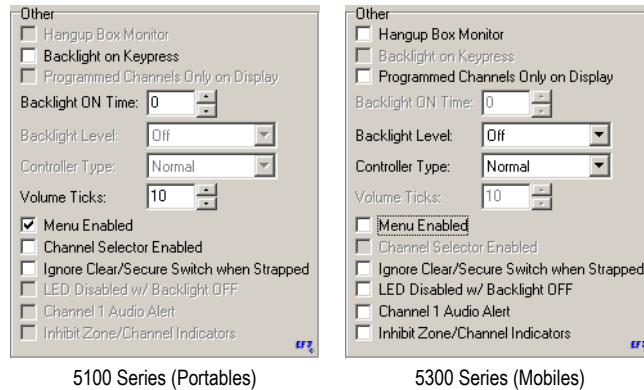 Other
Hangup Box Monitor
Backlight on Keypress
Programmed Channels Only on Display
Backlight ON Time: 0
Backlight Level: Off
Controller Type: Normal
Volume Ticks: 10
Menu Enabled
Channel Selector Enabled
Ignore Clear/Secure Switch when Strapped
LED Disabled w/ Backlight OFF
Channel 1 Audio Alert
Inhibit Zone/Channel Indicators
5100 Series (Portables)
Other
Hangup Box Monitor
Backlight on Keypress
Programmed Channels Only on Display
Backlight ON Time: 0
Backlight Level: Off
Controller Type: Normal
Volume Ticks: 10
Menu Enabled
Channel Selector Enabled
Ignore Clear/Secure Switch when Strapped
LED Disabled w/ Backlight OFF
Channel 1 Audio Alert
Inhibit Zone/Channel Indicators
5300 Series (Mobiles)